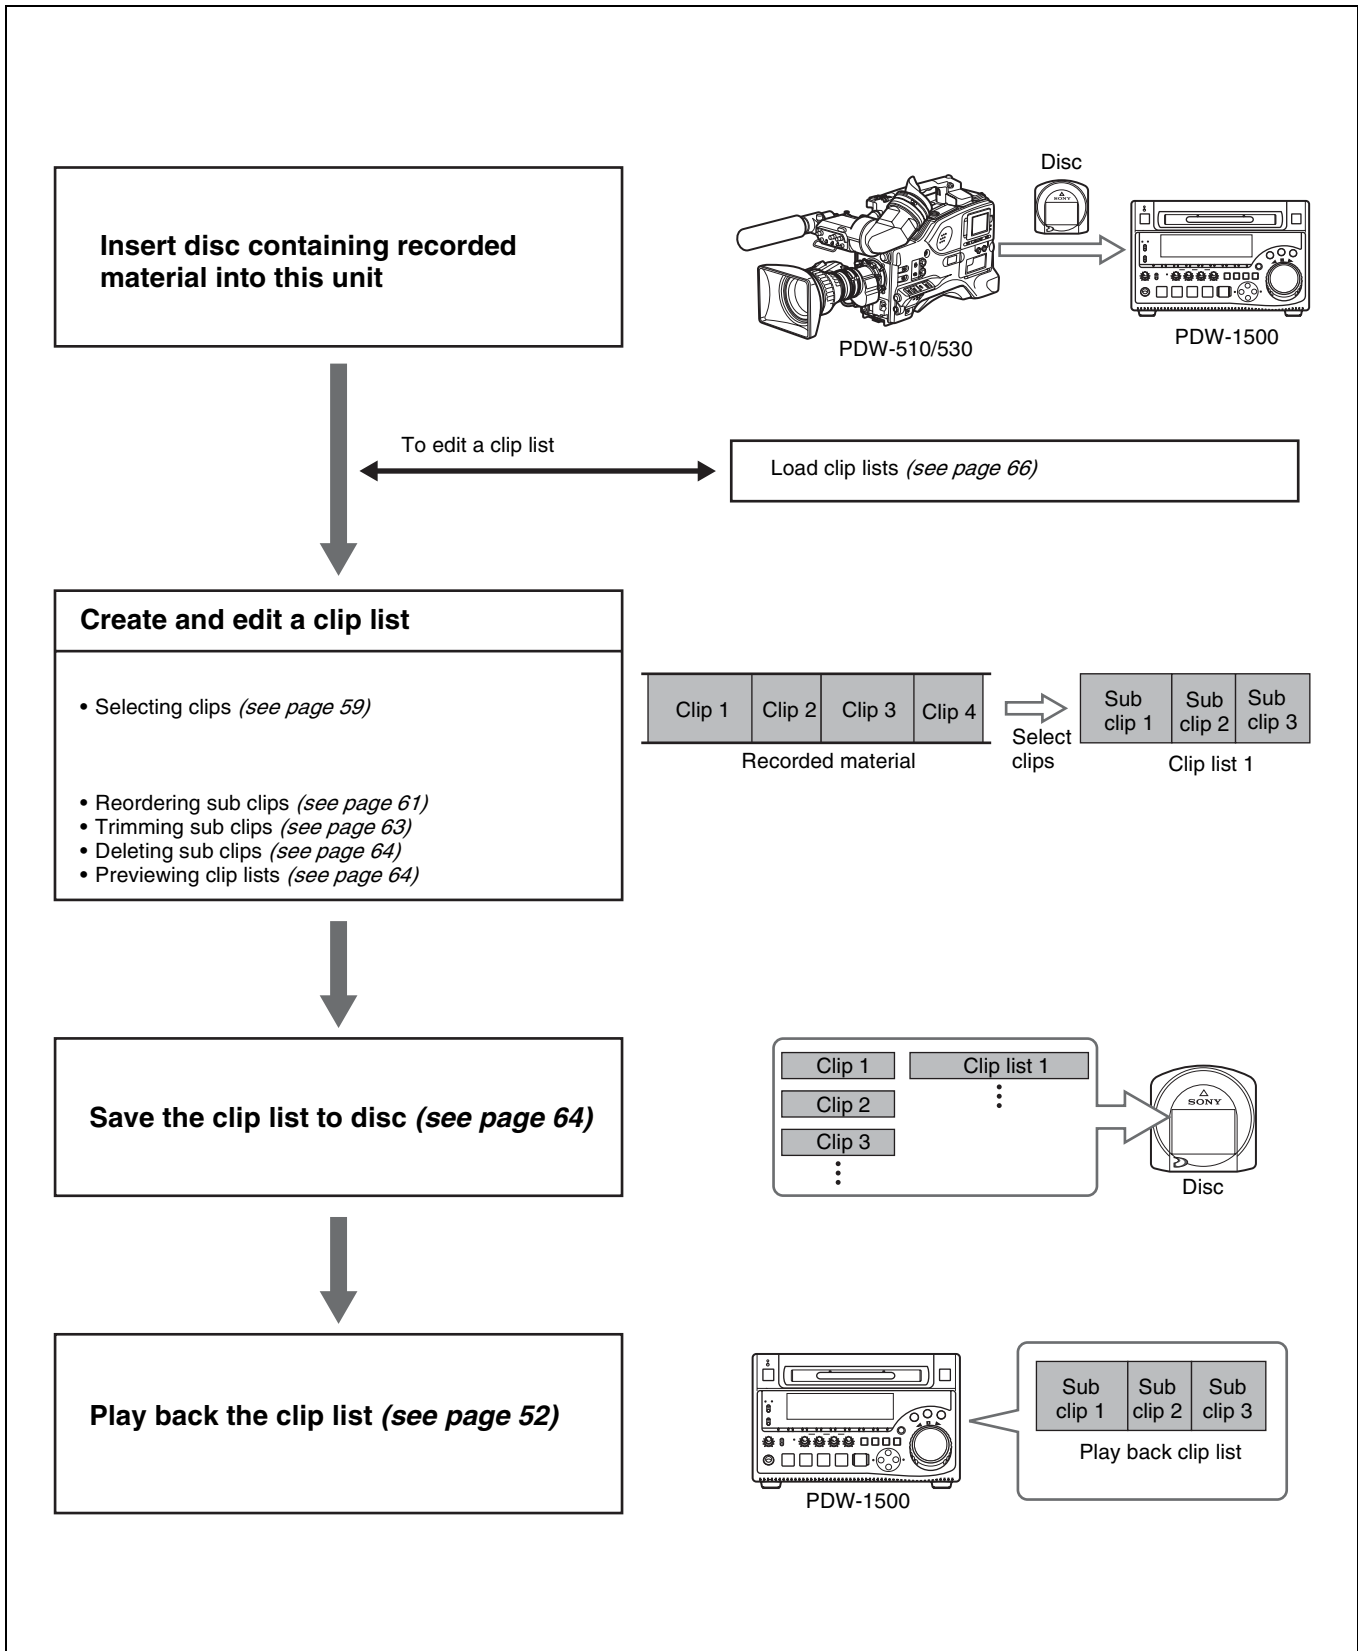 Insert disc containing recorded
material into this unit
Disc
SONY
PDW-510/530
PDW-1500
To edit a clip list
Load clip lists (see page 66)
Create and edit a clip list
• Selecting clips (see page 59)
• Reordering sub clips (see page 61)
• Trimming sub clips (see page 63)
• Deleting sub clips (see page 64)
• Previewing clip lists (see page 64)
Clip 1
Clip 2
Clip 3
Clip 4
Recorded material
Select
clips
Sub
clip 1
Sub
clip 2
Sub
clip 3
Clip list 1
Save the clip list to disc (see page 64)
Clip 1
Clip 2
Clip 3
Clip list 1
SONY
Disc
Play back the clip list (see page 52)
PDW-1500
Sub
clip 1
Sub
clip 2
Sub
clip 3
Play back clip list